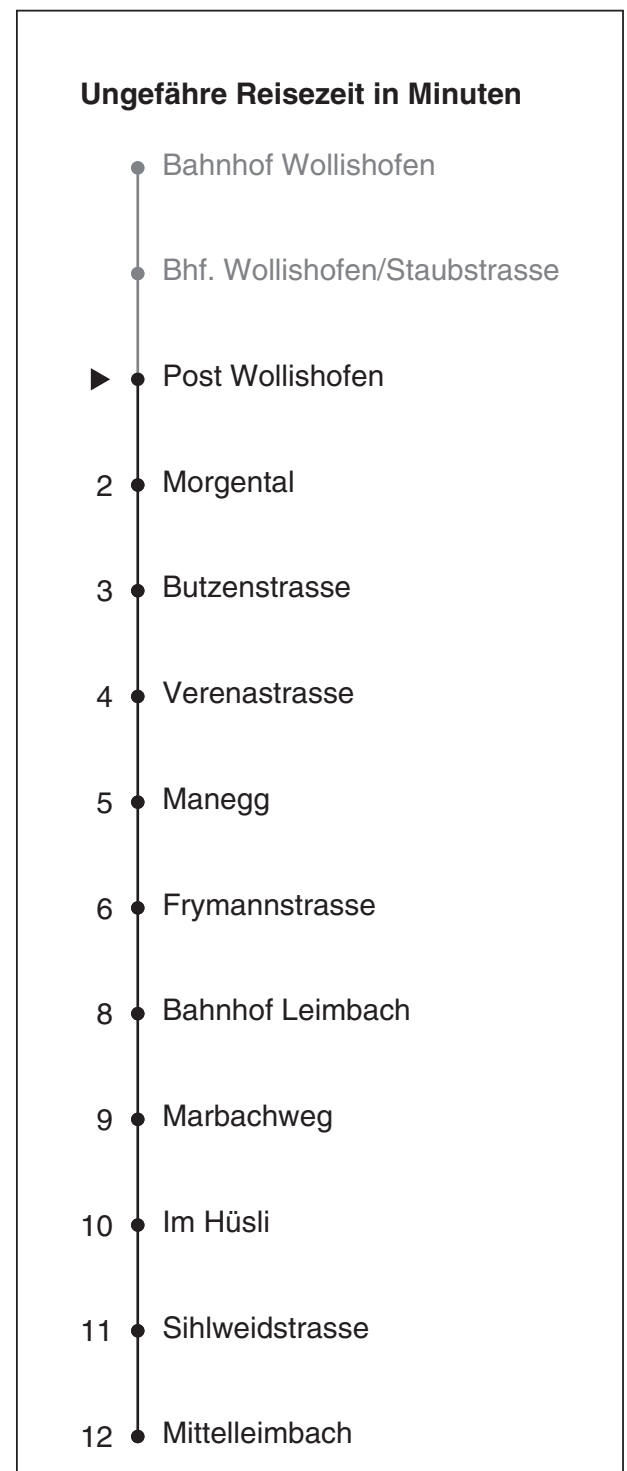 Ungefähre Reisezeit in Minuten
Bahnhof Wollishofen
Bhf. Wollishofen/Staubstrasse
Post Wollishofen
2 Morgental
3 Butzenstrasse
4 Verenastrasse
5 Manegg
6 Frymannstrasse
8 Bahnhof Leimbach
9 Marbachweg
10 Im Hüsli
11 Sihlweidstrasse
12 Mittelleimbach